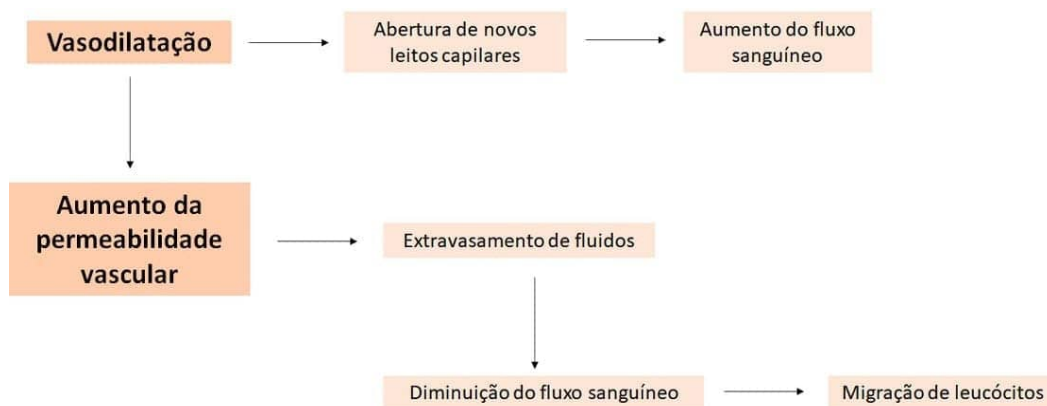 Vasodilatação
Abertura de novos
leitos capilares
Aumento do fluxo
sanguíneo
Aumento da
permeabilidade
vascular
Extravasamento de fluidos
Diminuição do fluxo sanguíneo
Migração de leucócitos